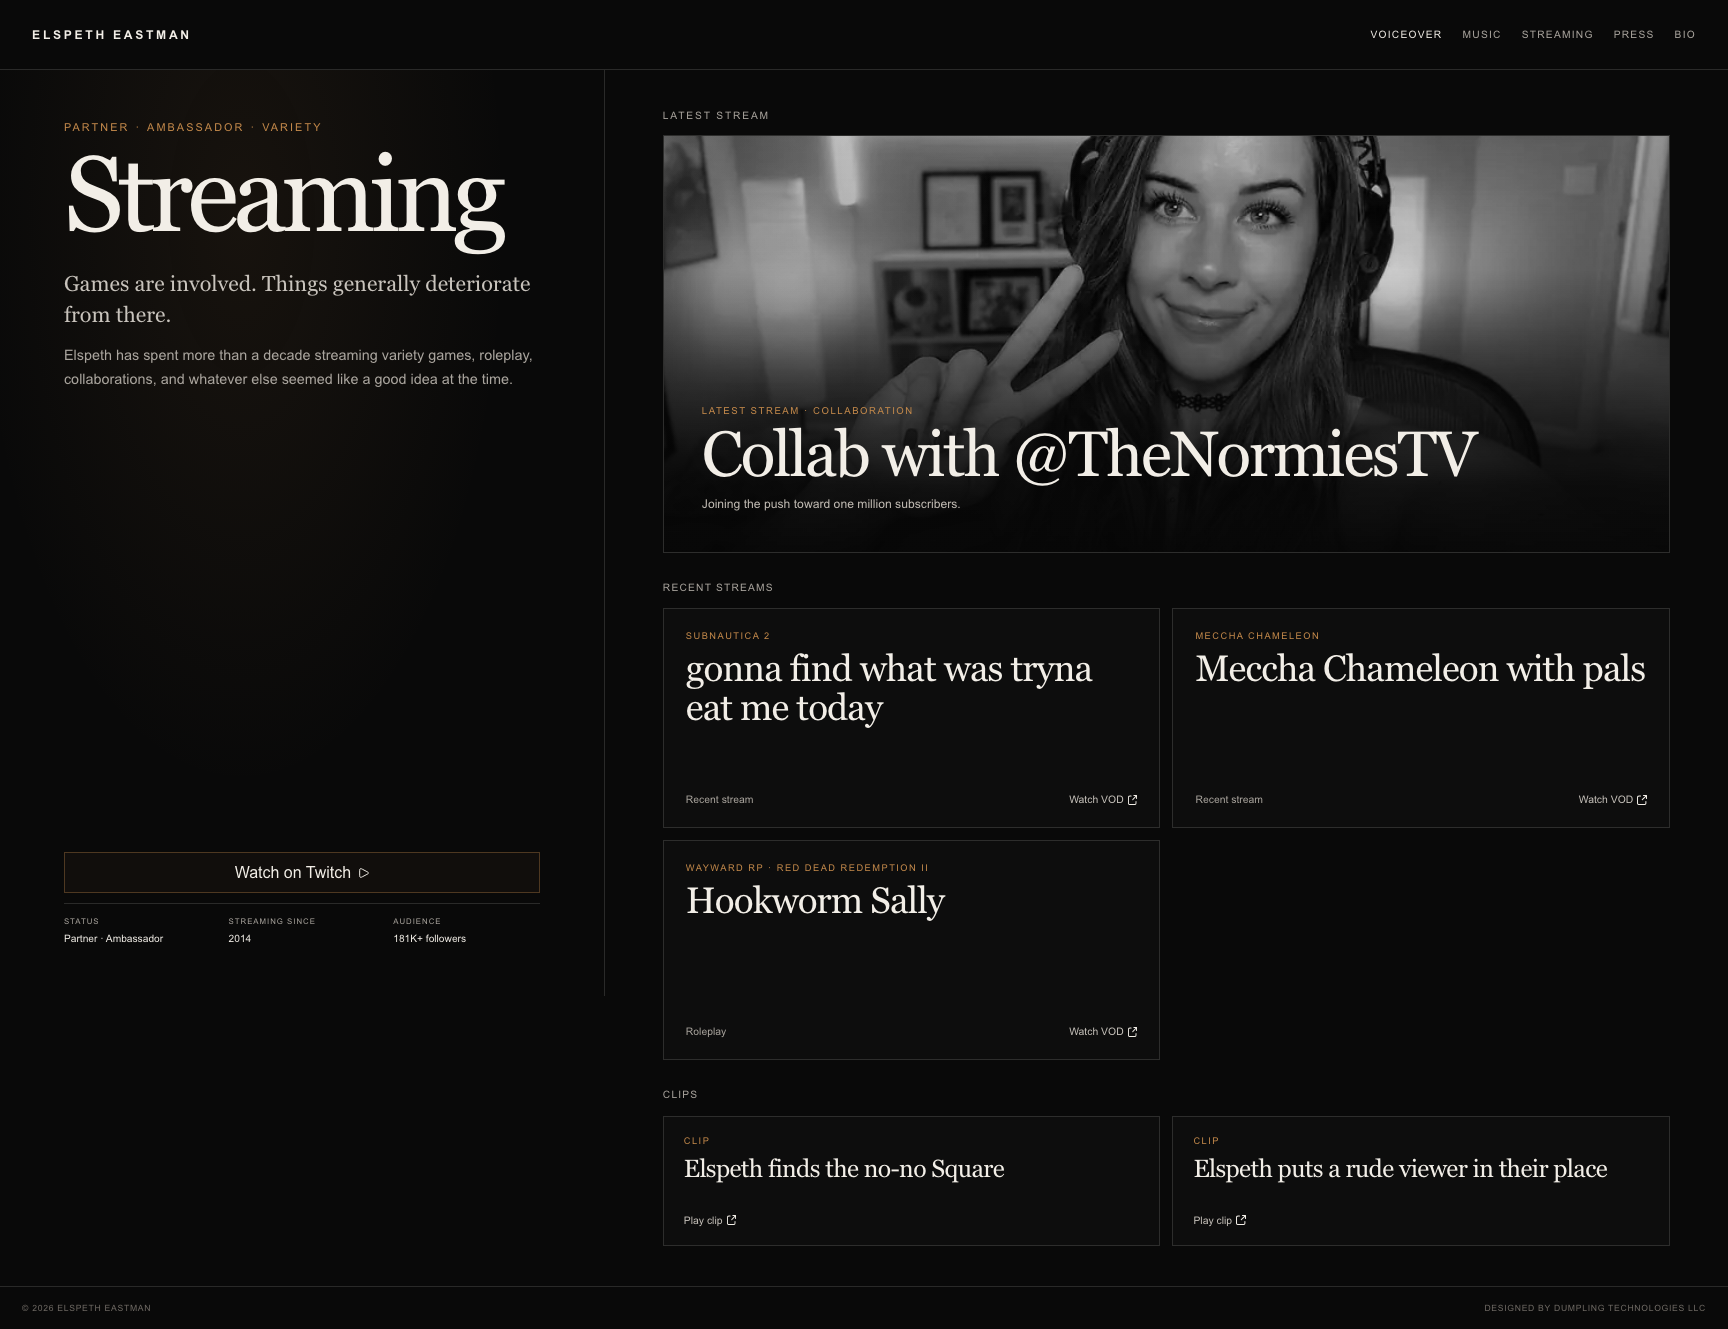 ELSPETH EASTMAN
VOICEOVER MUSIC STREAMING PRESS BIO
PARTNER · AMBASSADOR · VARIETY
Streaming
Games are involved. Things generally deteriorate
from there.
Elspeth has spent more than a decade streaming variety games, roleplay,
collaborations, and whatever else seemed like a good idea at the time.
Watch on Twitch
STATUS
Partner · Ambassador
STREAMING SINCE
2014
AUDIENCE
181K+ followers
LATEST STREAM
LATEST STREAM · COLLABORATION
Collab with @TheNormiesTV
Joining the push toward one million subscribers.
RECENT STREAMS
SUBNAUTICA 2
gonna find what was tryna
eat me today
Recent stream
Watch VOD
MECCHA CHAMELEON
Meccha Chameleon with pals
Recent stream
Watch VOD
WAYWARD RP · RED DEAD REDEMPTION II
Hookworm Sally
Roleplay
Watch VOD
CLIPS
CLIP
Elspeth finds the no-no Square
Play clip
CLIP
Elspeth puts a rude viewer in their place
Play clip
© 2026 ELSPETH EASTMAN
DESIGNED BY DUMPLING TECHNOLOGIES LLC